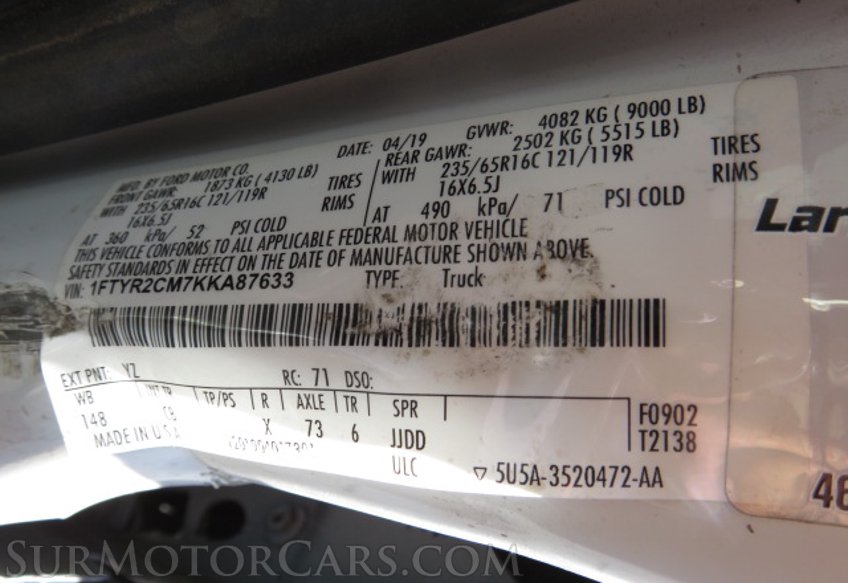 MFD. BY FORD MOTOR CO. DATE: 04/19 GVWR: 4082 KG ( 9000 LB)
FRONT GAWR: 1873 KG ( 4130 LB) REAR GAWR: 2502 KG ( 5515 LB)
WITH 235/65R16C 121/119R TIRES WITH 235/65R16C 121/119R TIRES
16X6.5J RIMS 16X6.5J RIMS
AT 360 kPa/ 52 PSI COLD AT 490 kPa/ 71 PSI COLD
THIS VEHICLE CONFORMS TO ALL APPLICABLE FEDERAL MOTOR VEHICLE
SAFETY STANDARDS IN EFFECT ON THE DATE OF MANUFACTURE SHOWN ABOVE.
VIN: 1FTYR2CM7KKA87633 TYPE: Truck
EXT PNT: YZ RC: 71 DSO:
WB INT TR TP/PS R AXLE TR SPR
148 CB X 73 6 JJDD F0902
MADE IN U.S.A. ULC T2138
▽ 5U5A-3520472-AA
Lar
46
SURMOTORCARS.COM